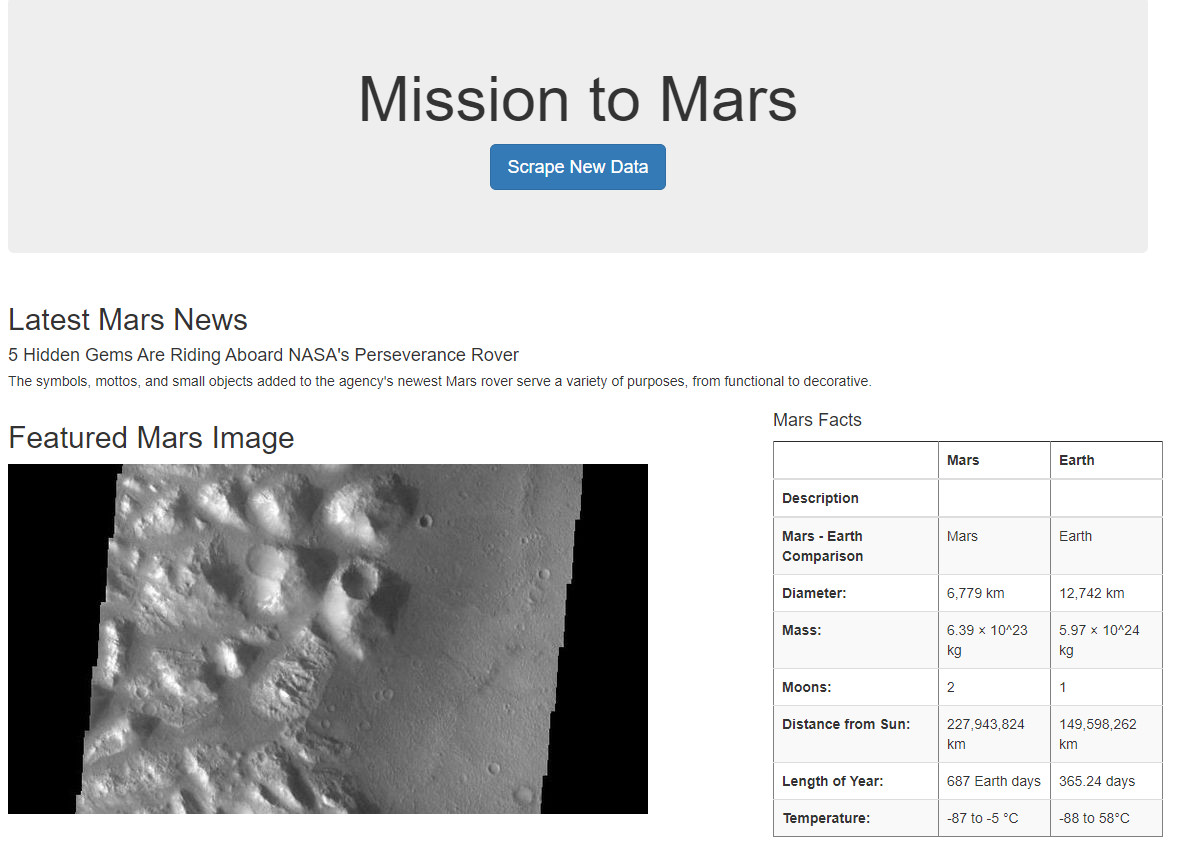 Mission to Mars
Scrape New Data
Latest Mars News
5 Hidden Gems Are Riding Aboard NASA's Perseverance Rover
The symbols, mottos, and small objects added to the agency's newest Mars rover serve a variety of purposes, from functional to decorative.
Featured Mars Image
Mars Facts
Mars Earth
Description
Mars - Earth Mars Earth
Comparison
Diameter: 6,779 km 12,742 km
Mass: 6.39 × 10^23 5.97 × 10^24
kg kg
Moons: 2 1
Distance from Sun: 227,943,824 149,598,262
km km
Length of Year: 687 Earth days 365.24 days
Temperature: -87 to -5 °C -88 to 58°C